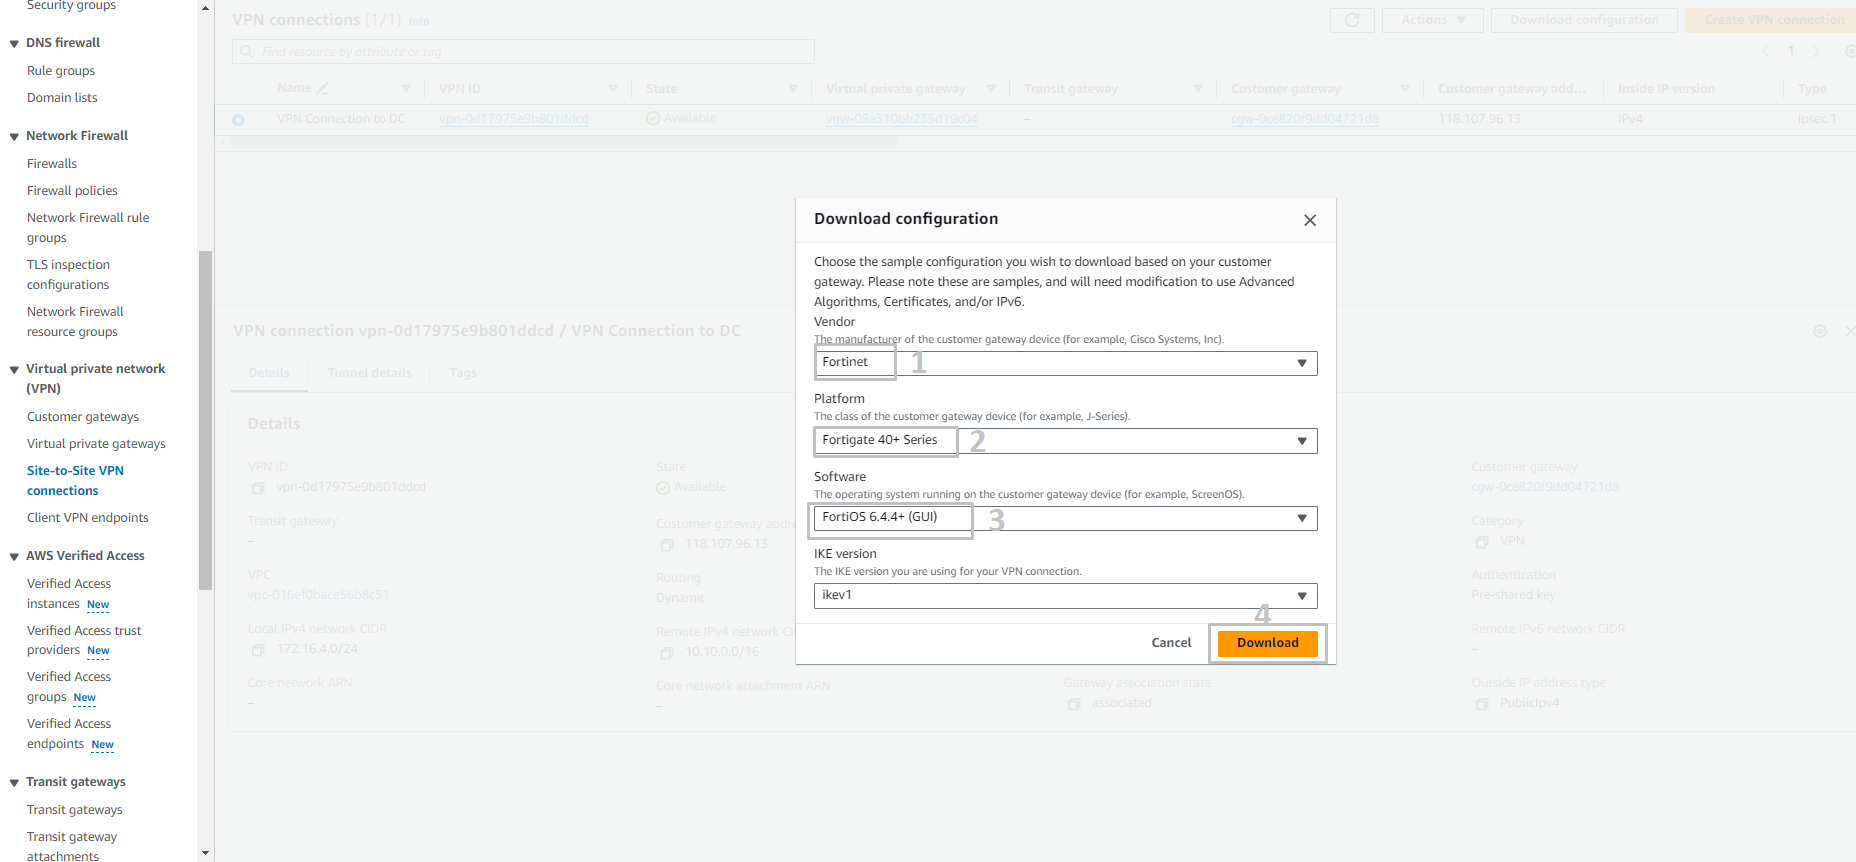 Security groups
DNS firewall
Rule groups
Domain lists
Network Firewall
Firewalls
Firewall policies
Network Firewall rule
groups
TLS inspection
configurations
Network Firewall
resource groups
Virtual private network
(VPN)
Customer gateways
Virtual private gateways
Site-to-Site VPN
connections
Client VPN endpoints
AWS Verified Access
Verified Access
instances New
Verified Access trust
providers New
Verified Access
groups New
Verified Access
endpoints New
Transit gateways
Transit gateways
Transit gateway
attachments
VPN connections (1/1) Info
Actions
Download configuration
Create VPN connection
Find resource by attribute or tag
1
Name VPN ID State Virtual private gateway Transit gateway Customer gateway Customer gateway add... Inside IP version Type
VPN Connection to DC vpn-0d17975e9b801ddcd Available vgw-05a310bb235d19c04 – cgw-0ce820f9dd04721d8 118.107.96.13 IPv4 ipsec.1
VPN connection vpn-0d17975e9b801ddcd / VPN Connection to DC
Details Tunnel details Tags
Details
VPN ID
vpn-0d17975e9b801ddcd
Transit gateway
–
VPC
vpc-016ef0bace56b8c51
Local IPv4 network CIDR
172.16.4.0/24
Core network ARN
–
State
Available
Customer gateway addre
118.107.96.13
Routing
Dynamic
Remote IPv4 network CI
10.10.0.0/16
Core network attachment ARN
–
Gateway association state
associated
Customer gateway
cgw-0ce820f9dd04721d8
Category
VPN
Authentication
Pre-shared key
Remote IPv6 network CIDR
–
Outside IP address type
PublicIpv4
Download configuration
Choose the sample configuration you wish to download based on your customer
gateway. Please note these are samples, and will need modification to use Advanced
Algorithms, Certificates, and/or IPv6.
Vendor
The manufacturer of the customer gateway device (for example, Cisco Systems, Inc).
Fortinet 1
Platform
The class of the customer gateway device (for example, J-Series).
Fortigate 40+ Series 2
Software
The operating system running on the customer gateway device (for example, ScreenOS).
FortiOS 6.4.4+ (GUI) 3
IKE version
The IKE version you are using for your VPN connection.
ikev1
4
Cancel Download